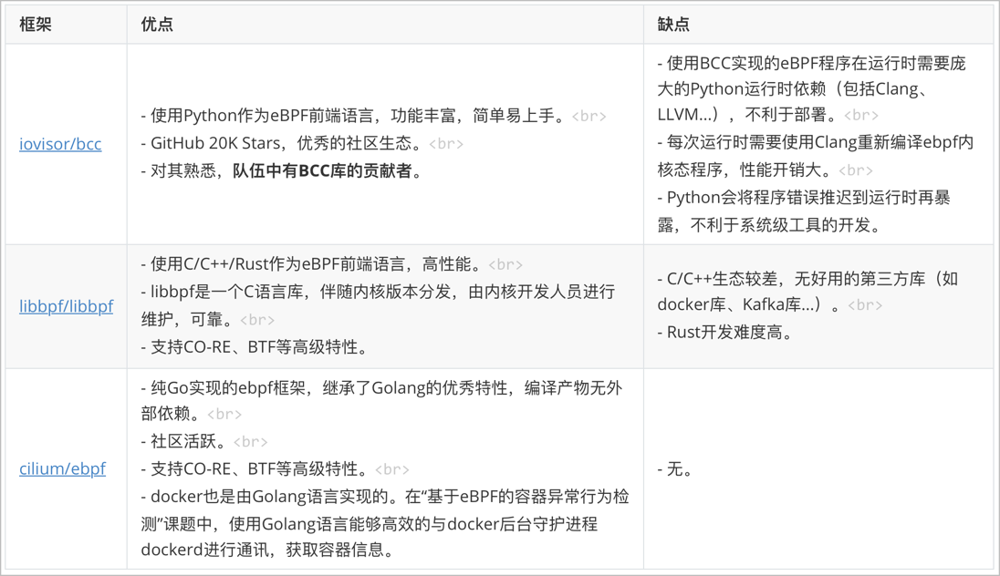 框架
优点
缺点
iovisor/bcc
- 使用Python作为eBPF前端语言，功能丰富，简单易上手。<br>
- GitHub 20K Stars，优秀的社区生态。<br>
- 对其熟悉，队伍中有BCC库的贡献者。
- 使用BCC实现的eBPF程序在运行时需要庞
大的Python运行时依赖（包括Clang、
LLVM...），不利于部署。<br>
- 每次运行时需要使用Clang重新编译ebpf内
核态程序，性能开销大。<br>
- Python会将程序错误推迟到运行时再暴
露，不利于系统级工具的开发。
libbpf/libbpf
- 使用C/C++/Rust作为eBPF前端语言，高性能。<br>
- libbpf是一个C语言库，伴随内核版本分发，由内核开发人员进行
维护，可靠。<br>
- 支持CO-RE、BTF等高级特性。
- C/C++生态较差，无好用的第三方库（如
docker库、Kafka库...）。<br>
- Rust开发难度高。
cilium/ebpf
- 纯Go实现的ebpf框架，继承了Golang的优秀特性，编译产物无外
部依赖。<br>
- 社区活跃。<br>
- 支持CO-RE、BTF等高级特性。<br>
- docker也是由Golang语言实现的。在“基于eBPF的容器异常行为检
测”课题中，使用Golang语言能够高效的与docker后台守护进程
dockerd进行通讯，获取容器信息。
- 无。